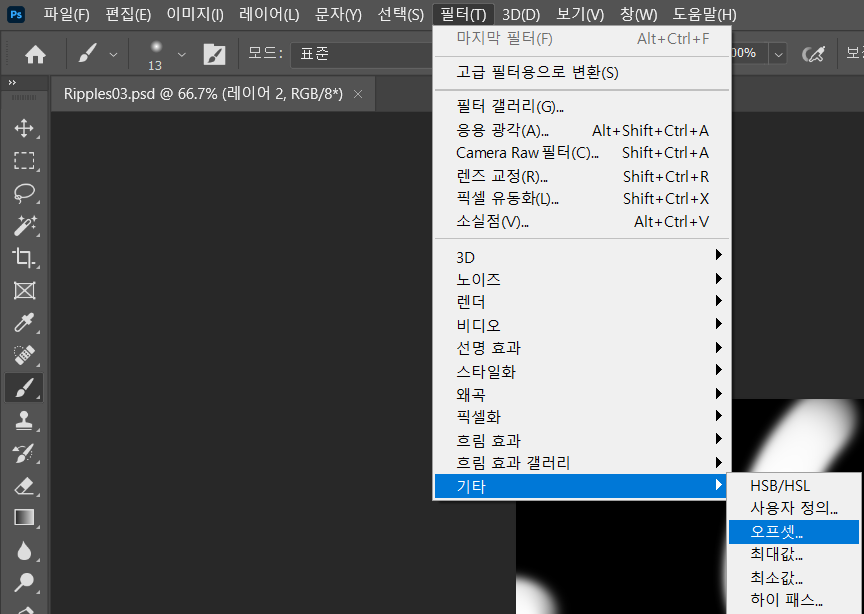 Ps 파일(F) 편집(E) 이미지(I) 레이어(L) 문자(Y) 선택(S) 필터(T) 3D(D) 보기(V) 창(W) 도움말(H)
13 모드: 표준 00%
Ripples03.psd @ 66.7% (레이어 2, RGB/8*) ×
마지막 필터(F) Alt+Ctrl+F
고급 필터용으로 변환(S)
필터 갤러리(G)...
응용 광각(A)... Alt+Shift+Ctrl+A
Camera Raw 필터(C)... Shift+Ctrl+A
렌즈 교정(R)... Shift+Ctrl+R
픽셀 유동화(L)... Shift+Ctrl+X
소실점(V)... Alt+Ctrl+V
3D
노이즈
렌더
비디오
선명 효과
스타일화
왜곡
픽셀화
흐림 효과
흐림 효과 갤러리
기타
HSB/HSL
사용자 정의...
오프셋...
최대값...
최소값...
하이 패스...